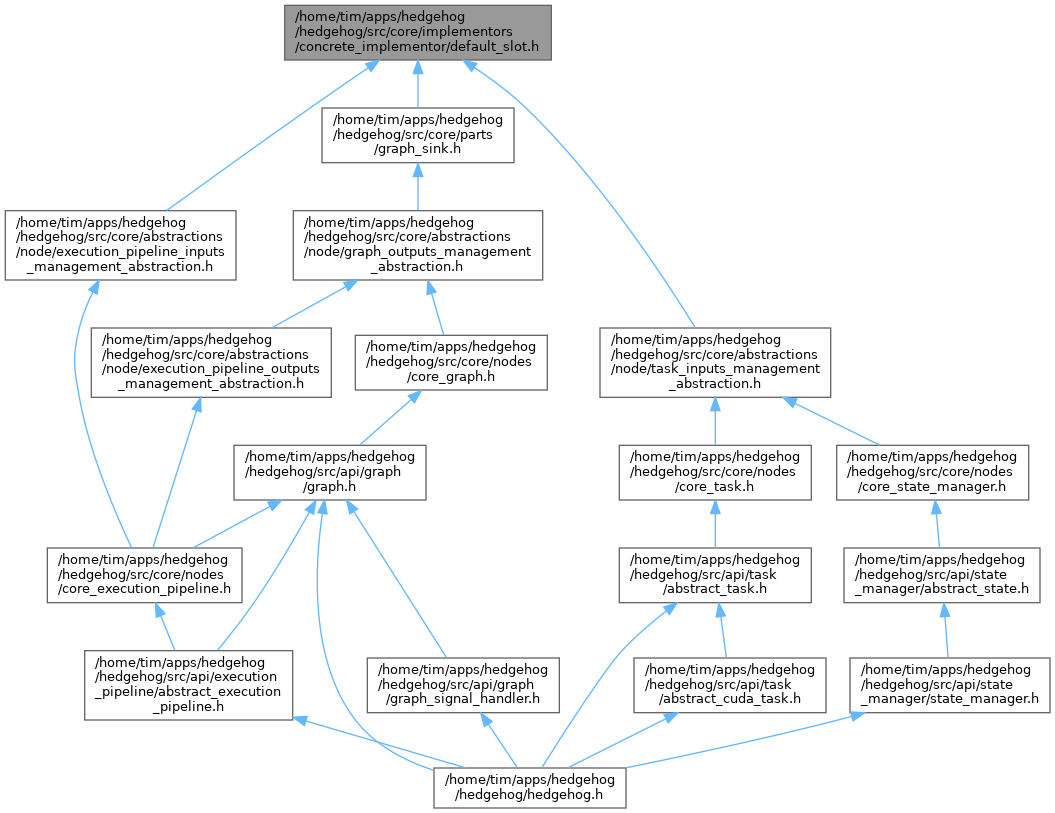 /home/tim/apps/hedgehog
/hedgehog/src/core/implementors
/concrete_implementor/default_slot.h
/home/tim/apps/hedgehog
/hedgehog/src/core/parts
/graph_sink.h
/home/tim/apps/hedgehog
/hedgehog/src/core/abstractions
/node/execution_pipeline_inputs
_management_abstraction.h
/home/tim/apps/hedgehog
/hedgehog/src/core/abstractions
/node/graph_outputs_management
_abstraction.h
/home/tim/apps/hedgehog
/hedgehog/src/core/abstractions
/node/execution_pipeline_outputs
_management_abstraction.h
/home/tim/apps/hedgehog
/hedgehog/src/core/nodes
/core_graph.h
/home/tim/apps/hedgehog
/hedgehog/src/core/abstractions
/node/task_inputs_management
_abstraction.h
/home/tim/apps/hedgehog
/hedgehog/src/api/graph
/graph.h
/home/tim/apps/hedgehog
/hedgehog/src/core/nodes
/core_task.h
/home/tim/apps/hedgehog
/hedgehog/src/core/nodes
/core_state_manager.h
/home/tim/apps/hedgehog
/hedgehog/src/core/nodes
/core_execution_pipeline.h
/home/tim/apps/hedgehog
/hedgehog/src/api/task
/abstract_task.h
/home/tim/apps/hedgehog
/hedgehog/src/api/state
_manager/abstract_state.h
/home/tim/apps/hedgehog
/hedgehog/src/api/execution
_pipeline/abstract_execution
_pipeline.h
/home/tim/apps/hedgehog
/hedgehog/src/api/graph
/graph_signal_handler.h
/home/tim/apps/hedgehog
/hedgehog/src/api/task
/abstract_cuda_task.h
/home/tim/apps/hedgehog
/hedgehog/src/api/state
_manager/state_manager.h
/home/tim/apps/hedgehog
/hedgehog/hedgehog.h